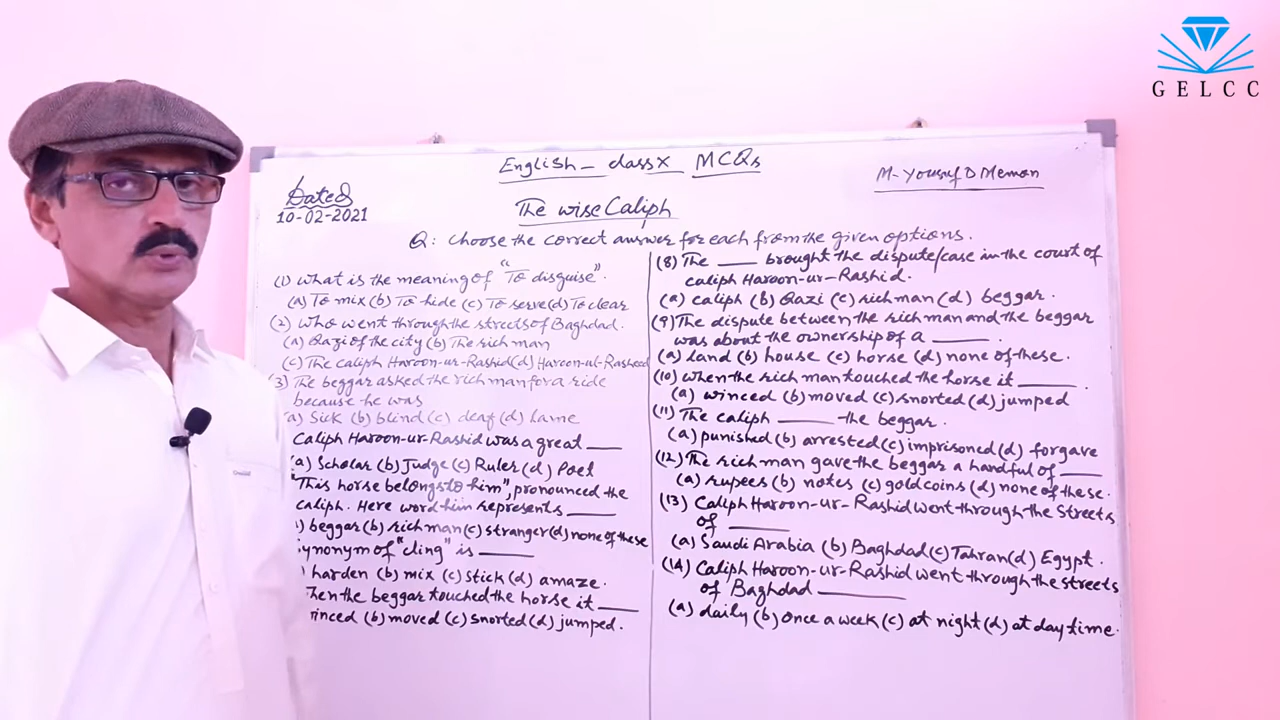 GELCC
English - class X MCQs
M-Yousuf D Memon
Dated
10-02-2021
The wise Caliph
Q: Choose the correct answer for each from the given options.
(1) What is the meaning of "To disguise".
(a) To mix (b) To hide (c) To serve (d) To clear
(2) Who went through the streets of Baghdad.
(a) Qazi of the city (b) The rich man
(c) The caliph Haroon-ur-Rashid (d) Haroon-ul-Rasheed
(3) The beggar asked the rich man for a ride
because he was
a) Sick (b) blind (c) deaf (d) Lame
Caliph Haroon-ur-Rashid was a great ___
(a) Scholar (b) Judge (c) Ruler (d) Poet
"This horse belongs to him", pronounced the
caliph. Here word him represents ___
) beggar (b) rich man (c) stranger (d) none of these
ynonym of "cling" is ___
) harden (b) mix (c) stick (d) amaze.
hen the beggar touched the horse it ___
inced (b) moved (c) snorted (d) jumped.
(8) The ___ brought the dispute/case in the court of
caliph Haroon-ur-Rashid.
(a) caliph (b) Qazi (c) rich man (d) beggar.
(9) The dispute between the rich man and the beggar
was about the ownership of a ___.
(a) land (b) house (c) horse (d) none of these.
(10) when the rich man touched the horse it ___.
(a) winced (b) moved (c) snorted (d) jumped
(11) The caliph ___ the beggar.
(a) punished (b) arrested (c) imprisoned (d) forgave
(12) The rich man gave the beggar a handful of ___
(a) rupees (b) notes (c) gold coins (d) none of these.
(13) Caliph Haroon-ur-Rashid went through the streets
of ___
(a) Saudi Arabia (b) Baghdad (c) Tahran (d) Egypt.
(14) Caliph Haroon-ur-Rashid went through the streets
of Baghdad ___
(a) daily (b) Once a week (c) at night (d) at day time.